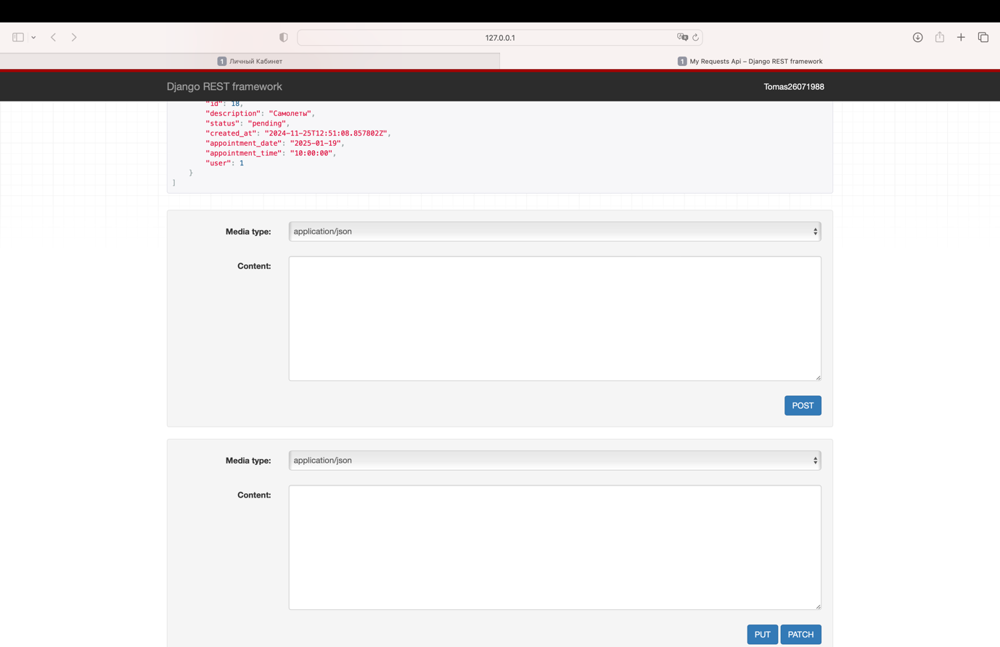 127.0.0.1
1 Личный Кабинет
1 My Requests Api – Django REST framework
Django REST framework
Tomas26071988
"id": 18,
"description": "Самолеты",
"status": "pending",
"created_at": "2024-11-25T12:51:08.857802Z",
"appointment_date": "2025-01-19",
"appointment_time": "10:00:00",
"user": 1
}
]
Media type:
application/json
Content:
POST
Media type:
application/json
Content:
PUT
PATCH